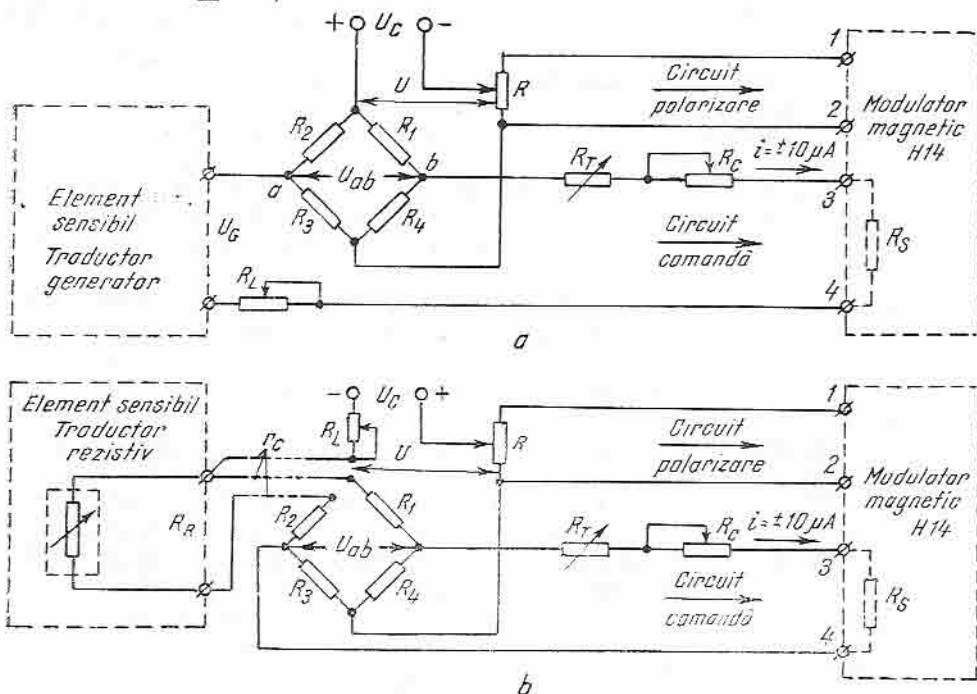 + U_C -
1
U
R
Circuit
polarizare
2
Modulator
magnetic
H14
R_2
R_1
a
U_ab
b
R_T
R_C
i=±10 μA
3
Element
sensibil
Traductor
generator
U_G
R_3
R_4
Circuit
comandă
R_S
R_L
4
a
Element sensibil
Traductor
rezistiv
- U_C +
1
R_L
r_C
U
R
Circuit
polarizare
2
Modulator
magnetic
H14
R_R
R_2
R_1
U_ab
R_T
R_C
i=±10 μA
3
R_3
R_4
Circuit
comandă
R_S
4
b